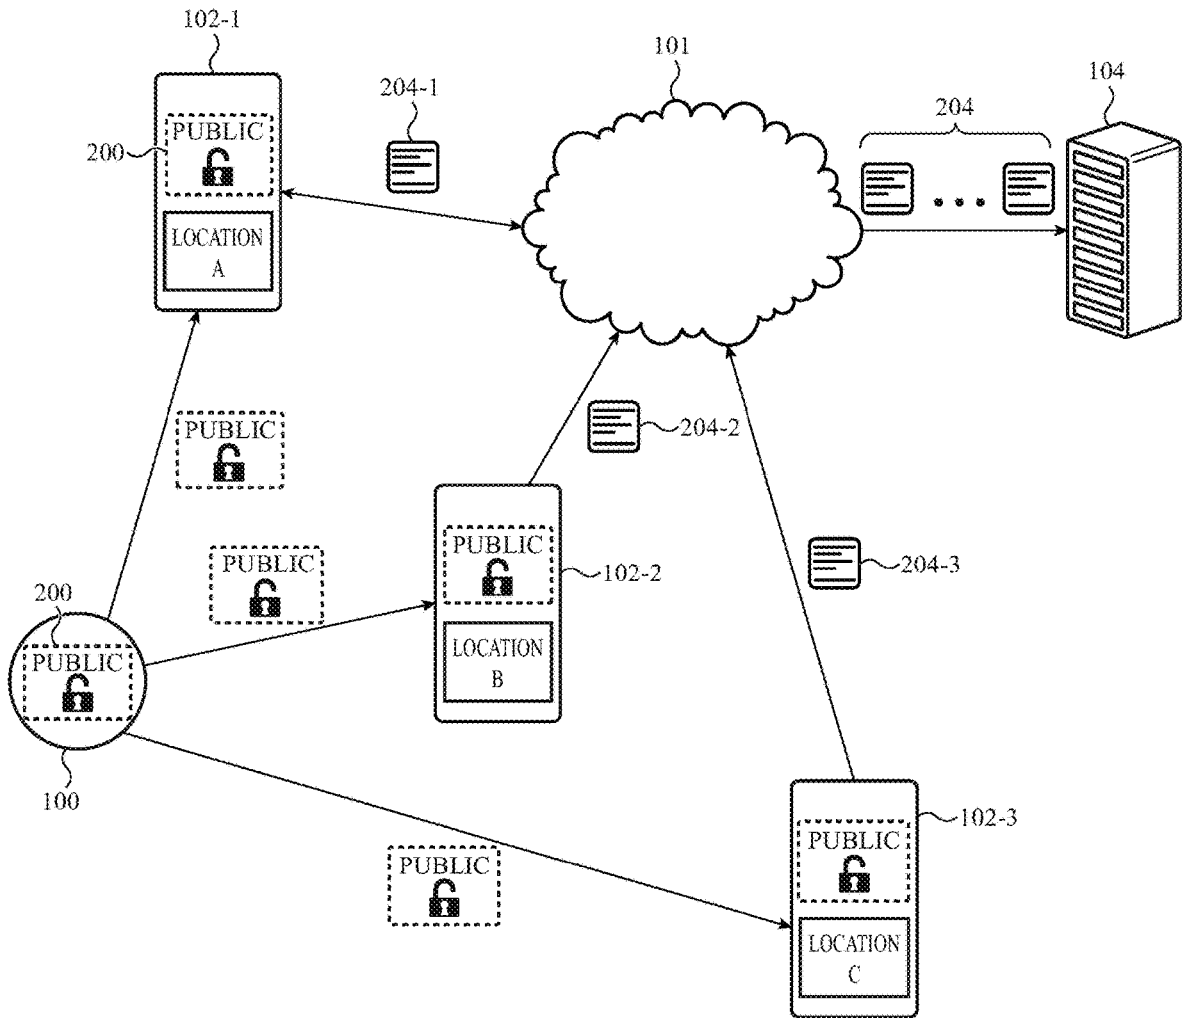 102-1
101
104
204-1
204
PUBLIC
200
LOCATION
A
PUBLIC
204-2
PUBLIC
204-3
PUBLIC
102-2
200
PUBLIC
LOCATION
B
100
102-3
PUBLIC
PUBLIC
LOCATION
C